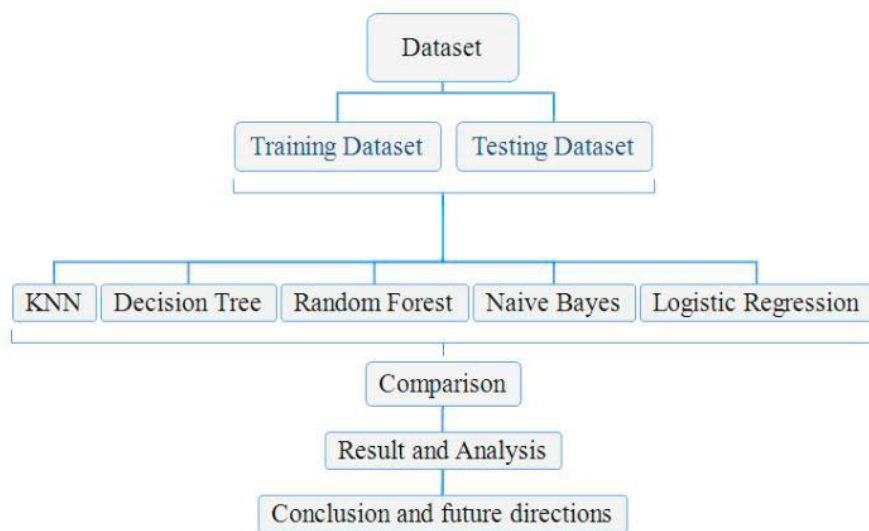 Dataset
Training Dataset
Testing Dataset
KNN
Decision Tree
Random Forest
Naive Bayes
Logistic Regression
Comparison
Result and Analysis
Conclusion and future directions